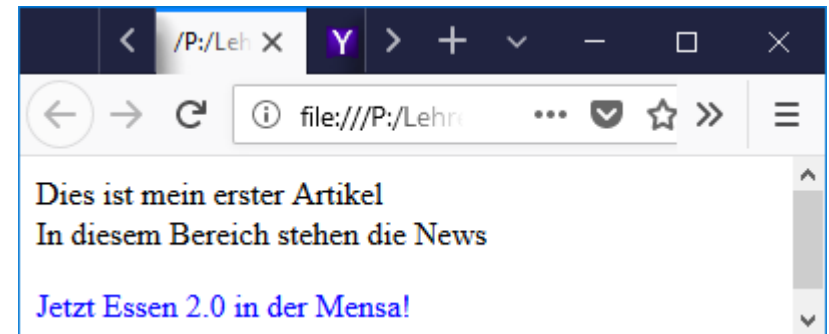 /P:/Leh
Y
file:///P:/Lehre
Dies ist mein erster Artikel
In diesem Bereich stehen die News
Jetzt Essen 2.0 in der Mensa!